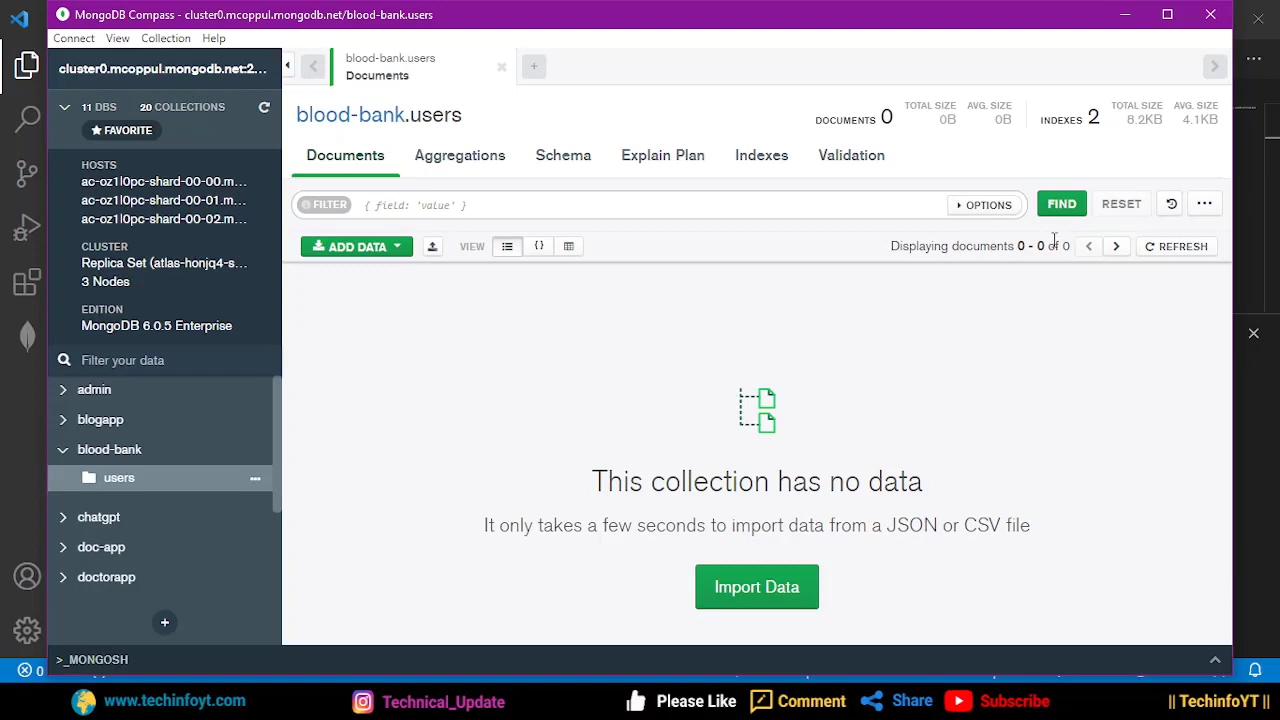 MongoDB Compass - cluster0.mcoppul.mongodb.net/blood-bank.users
Connect View Collection Help
cluster0.mcoppul.mongodb.net:2...
11 DBS 20 COLLECTIONS
FAVORITE
HOSTS
ac-oz1l0pc-shard-00-00.m...
ac-oz1l0pc-shard-00-01.m...
ac-oz1l0pc-shard-00-02.m...
CLUSTER
Replica Set (atlas-honjq4-s...
3 Nodes
EDITION
MongoDB 6.0.5 Enterprise
Filter your data
admin
blogapp
blood-bank
users
chatgpt
doc-app
doctorapp
>_MONGOSH
blood-bank.users
Documents
blood-bank.users
DOCUMENTS 0
TOTAL SIZE
0B
AVG. SIZE
0B
INDEXES 2
TOTAL SIZE
8.2KB
AVG. SIZE
4.1KB
Documents Aggregations Schema Explain Plan Indexes Validation
FILTER { field: 'value' } OPTIONS FIND RESET
ADD DATA VIEW Displaying documents 0 - 0 of 0 REFRESH
This collection has no data
It only takes a few seconds to import data from a JSON or CSV file
Import Data
0
www.techinfoyt.com Technical_Update Please Like Comment Share Subscribe || TechinfoYT ||